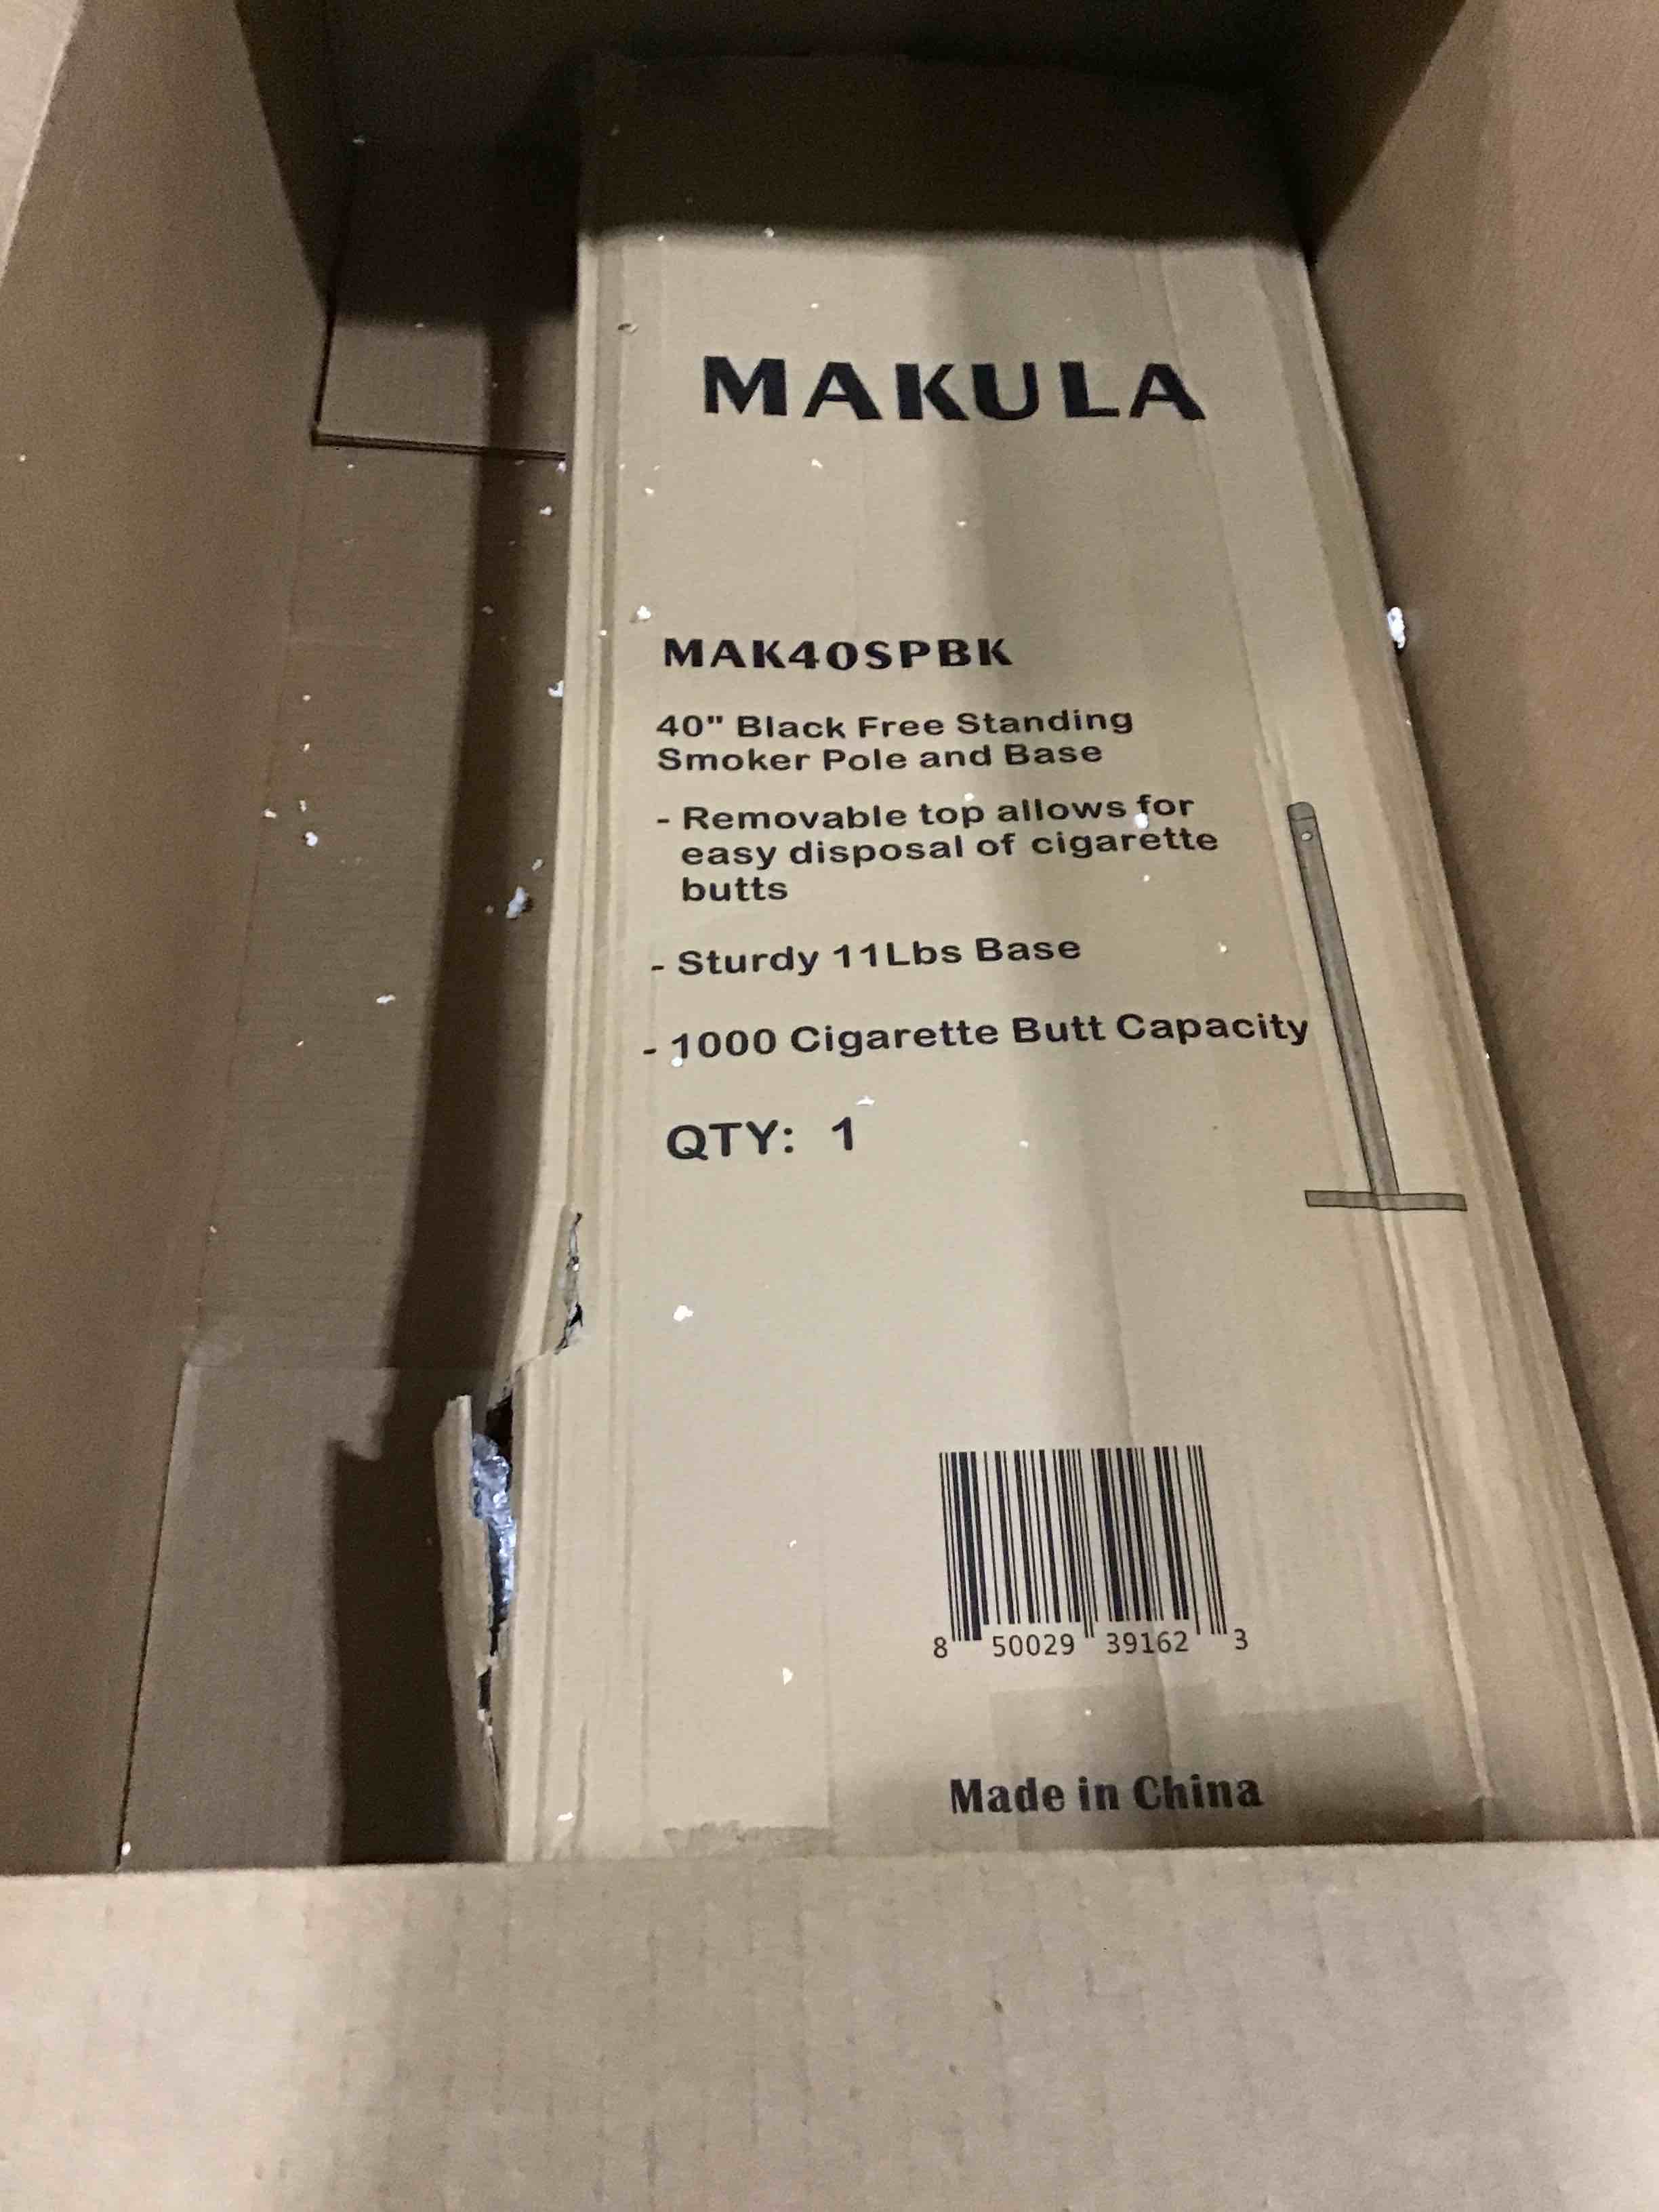 MAKULA
MAK40SPBK
40" Black Free Standing
Smoker Pole and Base
- Removable top allows for
easy disposal of cigarette
butts
- Sturdy 11Lbs Base
- 1000 Cigarette Butt Capacity
QTY: 1
8 50029 39162 3
Made in China